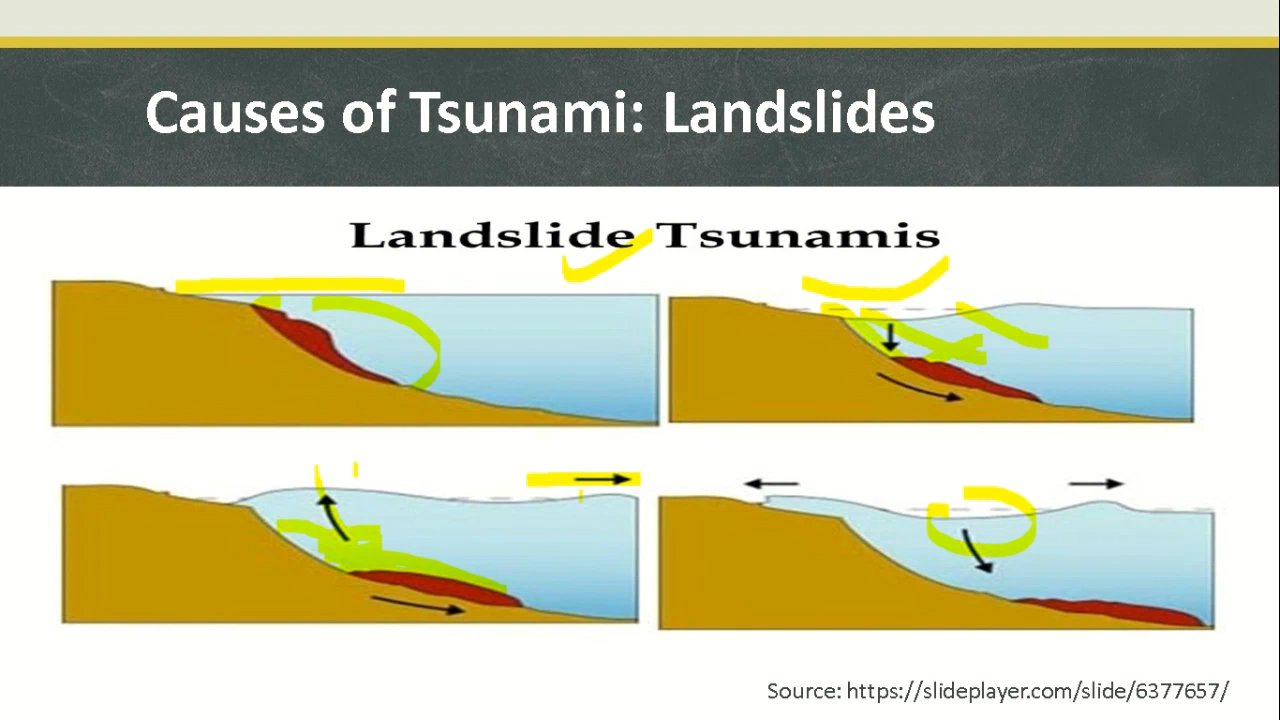 Causes of Tsunami: Landslides
Landslide Tsunamis
Source: https://slideplayer.com/slide/6377657/